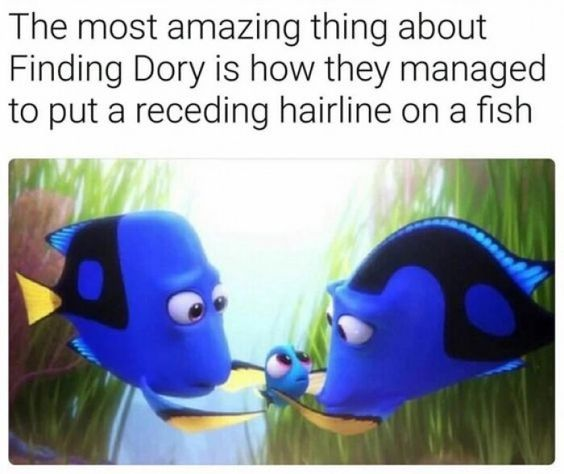 The most amazing thing about
Finding Dory is how they managed
to put a receding hairline on a fish